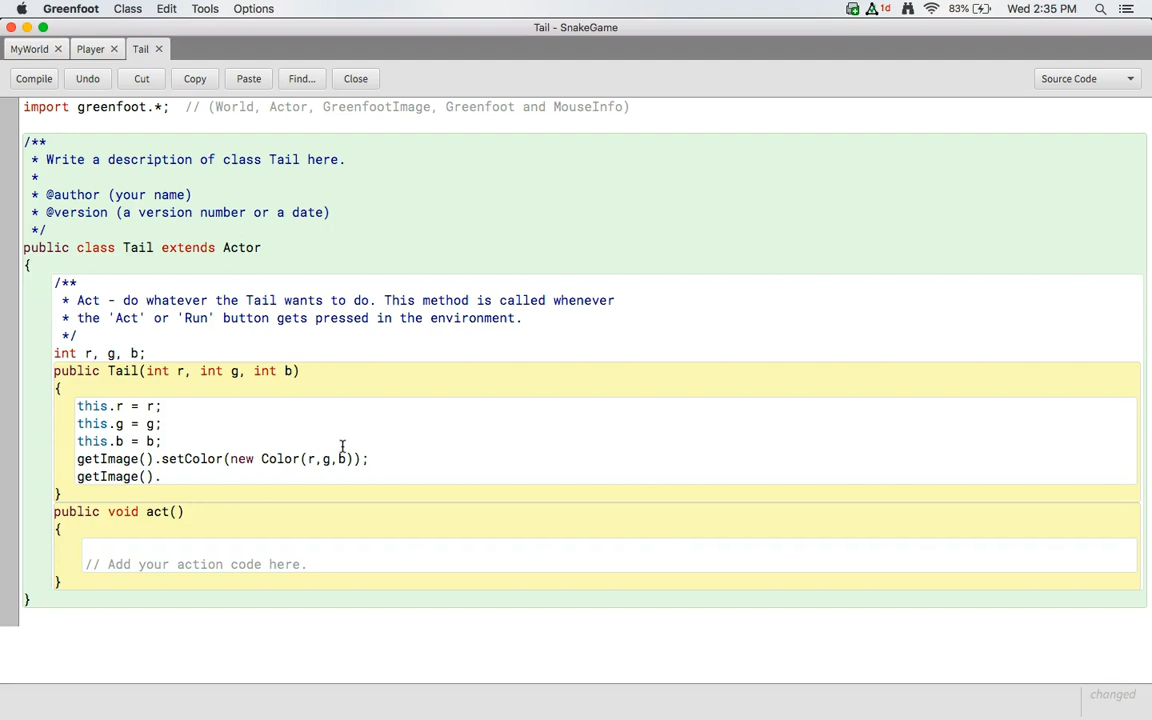 Greenfoot Class Edit Tools Options 1d 83% Wed 2:35 PM
Tail - SnakeGame
MyWorld Player Tail
Compile Undo Cut Copy Paste Find... Close Source Code
import greenfoot.*;  // (World, Actor, GreenfootImage, Greenfoot and MouseInfo)
/**
 * Write a description of class Tail here.
 *
 * @author (your name)
 * @version (a version number or a date)
 */
public class Tail extends Actor
{
/**
 * Act - do whatever the Tail wants to do. This method is called whenever
 * the 'Act' or 'Run' button gets pressed in the environment.
 */
int r, g, b;
public Tail(int r, int g, int b)
{
this.r = r;
this.g = g;
this.b = b;
getImage().setColor(new Color(r,g,b));
getImage().
}
public void act()
{
// Add your action code here.
}
}
changed